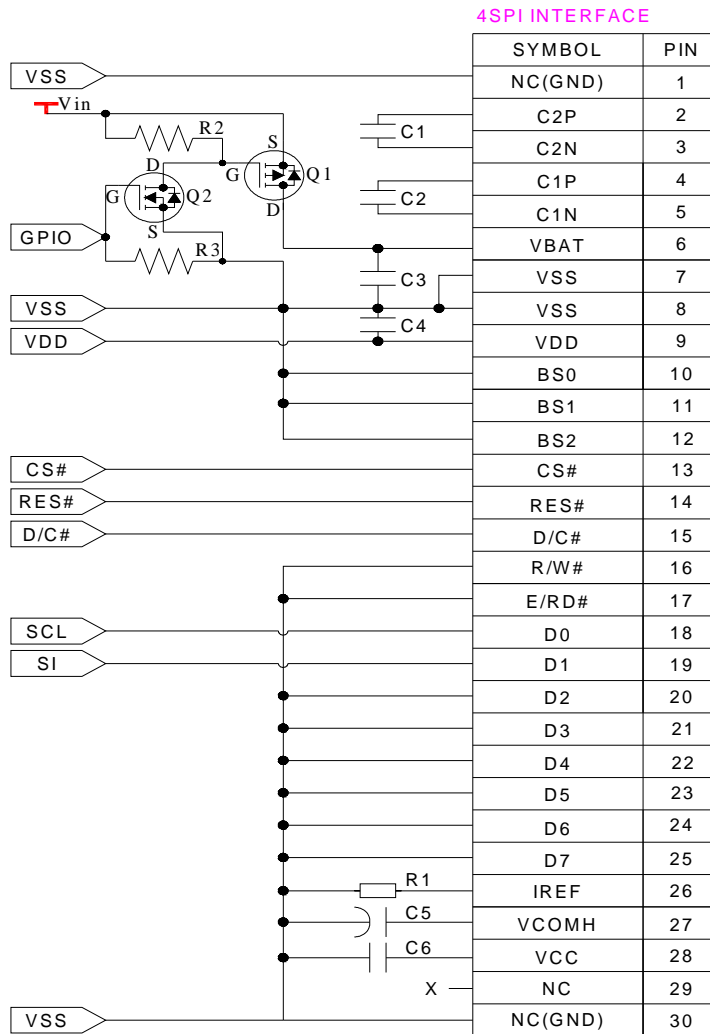 4SPI INTERFACE
SYMBOL PIN
VSS NC(GND) 1
Vin
R2 C1 C2P 2
S
D G Q1 C2N 3
G Q2 C2 C1P 4
D C1N 5
GPIO S R3 VBAT 6
C3 VSS 7
VSS VSS 8
C4
VDD VDD 9
BS0 10
BS1 11
BS2 12
CS# CS# 13
RES# RES# 14
D/C# D/C# 15
R/W# 16
E/RD# 17
SCL D0 18
SI D1 19
D2 20
D3 21
D4 22
D5 23
D6 24
D7 25
R1 IREF 26
C5 VCOMH 27
C6 VCC 28
X NC 29
VSS NC(GND) 30